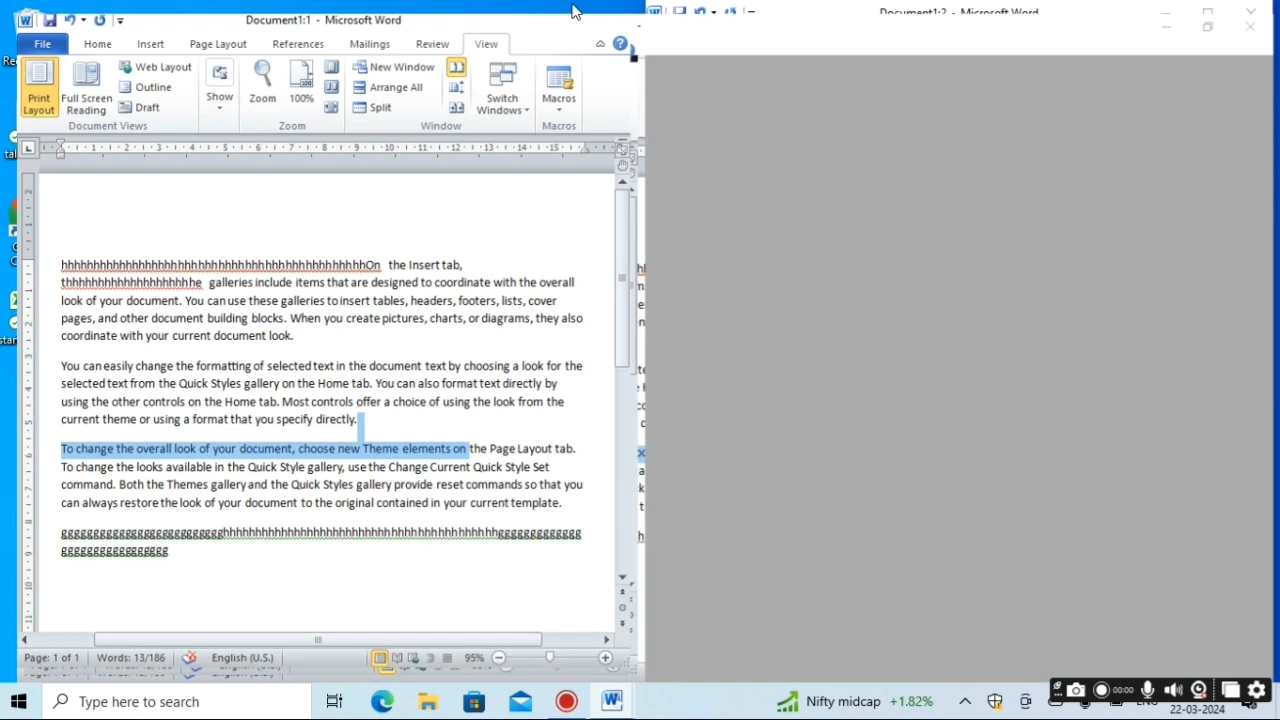 Document1:1 - Microsoft Word
Document1:2 - Microsoft Word
File Home Insert Page Layout References Mailings Review View
Print Layout
Full Screen Reading
Web Layout
Outline
Draft
Document Views
Show
Zoom
100%
Zoom
New Window
Arrange All
Split
Switch Windows
Window
Macros
Macros
hhhhhhhhhhhhhhhhhhhhhhhhhhhhhhhhhhhhhhhhhhhhhhhOn the Insert tab,
thhhhhhhhhhhhhhhhhhhhe galleries include items that are designed to coordinate with the overall
look of your document. You can use these galleries to insert tables, headers, footers, lists, cover
pages, and other document building blocks. When you create pictures, charts, or diagrams, they also
coordinate with your current document look.
You can easily change the formatting of selected text in the document text by choosing a look for the
selected text from the Quick Styles gallery on the Home tab. You can also format text directly by
using the other controls on the Home tab. Most controls offer a choice of using the look from the
current theme or using a format that you specify directly.
To change the overall look of your document, choose new Theme elements on the Page Layout tab.
To change the looks available in the Quick Style gallery, use the Change Current Quick Style Set
command. Both the Themes gallery and the Quick Styles gallery provide reset commands so that you
can always restore the look of your document to the original contained in your current template.
ggggggggggggggggggggggggghhhhhhhhhhhhhhhhhhhhhhhhhhhhhhhhhhhhhhhhhhhggggggggggggg
ggggggggggggggggg
Page: 1 of 1 Words: 13/186 English (U.S.) 95%
Type here to search
Nifty midcap +1.82%
00:00
22-03-2024